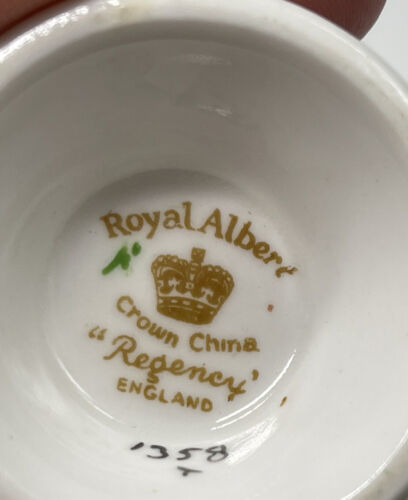 Royal Albert
Crown China
"Regency"
ENGLAND
1358